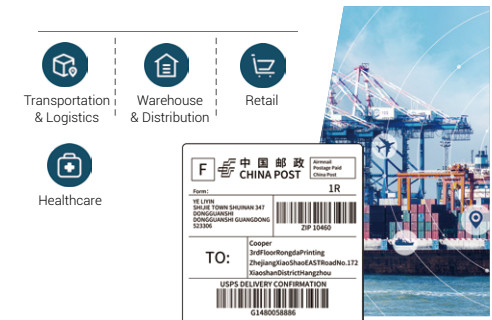 Transportation
& Logistics
Warehouse
& Distribution
Retail
Healthcare
F
中国邮政
CHINA POST
Airmail
Postage Paid
China Post
Form:
1R
YE LIYIN
SHIJIE TOWN SHUINAN 347
DONGGUANSHI
DONGGUANSHI GUANGDONG
523306
ZIP 10460
TO:
Cooper
3rdFloorRongdaPrinting
ZhejiangXiaoShaoEASTRoadNo.172
XiaoshanDistrictHangzhou
USPS DELIVERY CONFIRMATION
G1480058886